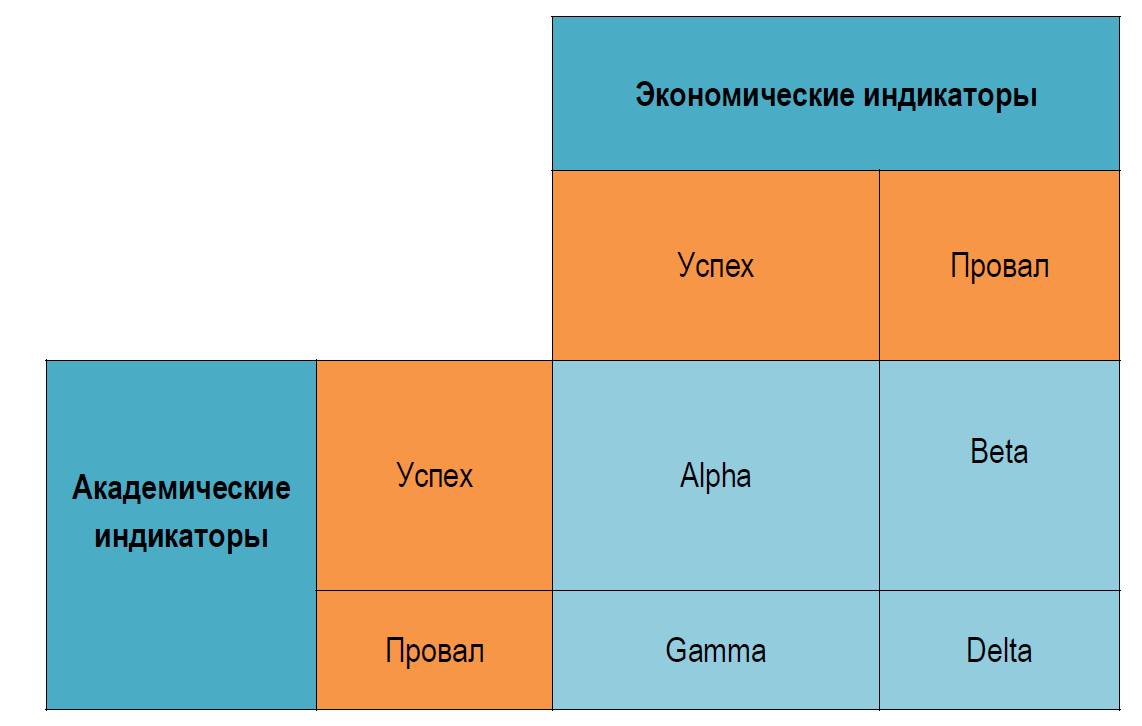 Экономические индикаторы
Успех
Провал
Академические
индикаторы
Успех
Alpha
Beta
Провал
Gamma
Delta